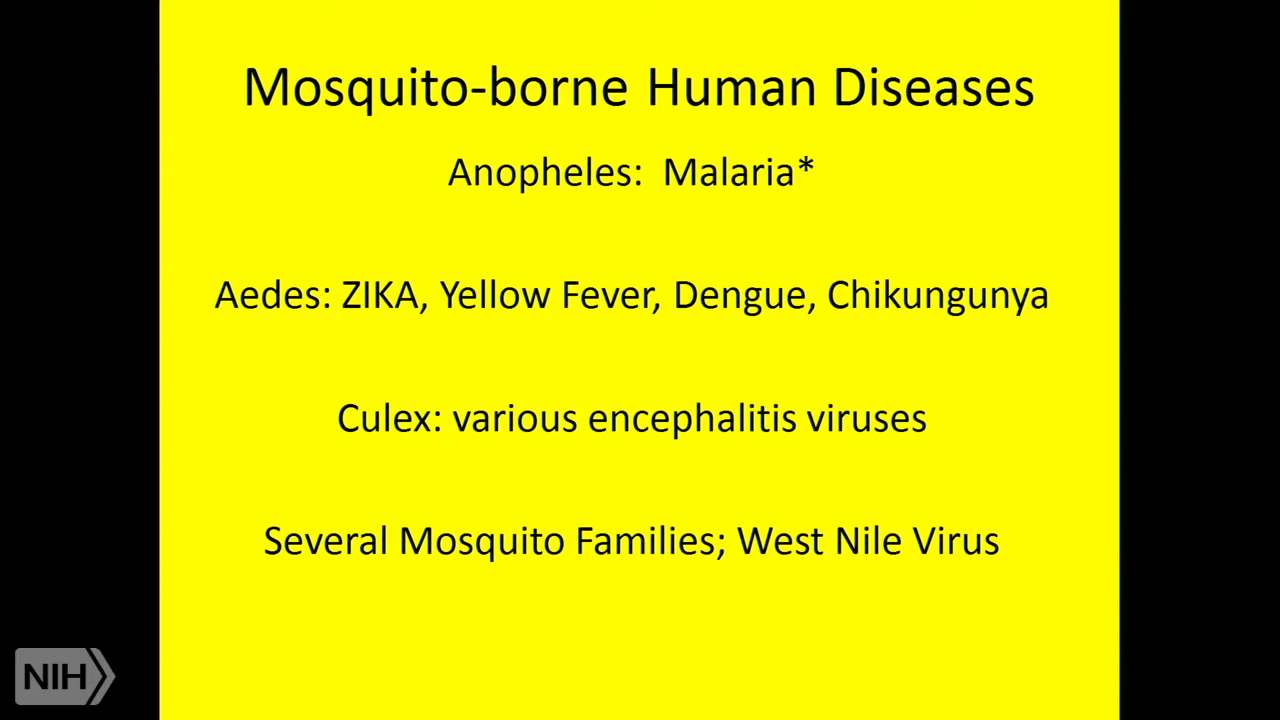 Mosquito-borne Human Diseases
Anopheles: Malaria*
Aedes: ZIKA, Yellow Fever, Dengue, Chikungunya
Culex: various encephalitis viruses
Several Mosquito Families; West Nile Virus
NIH